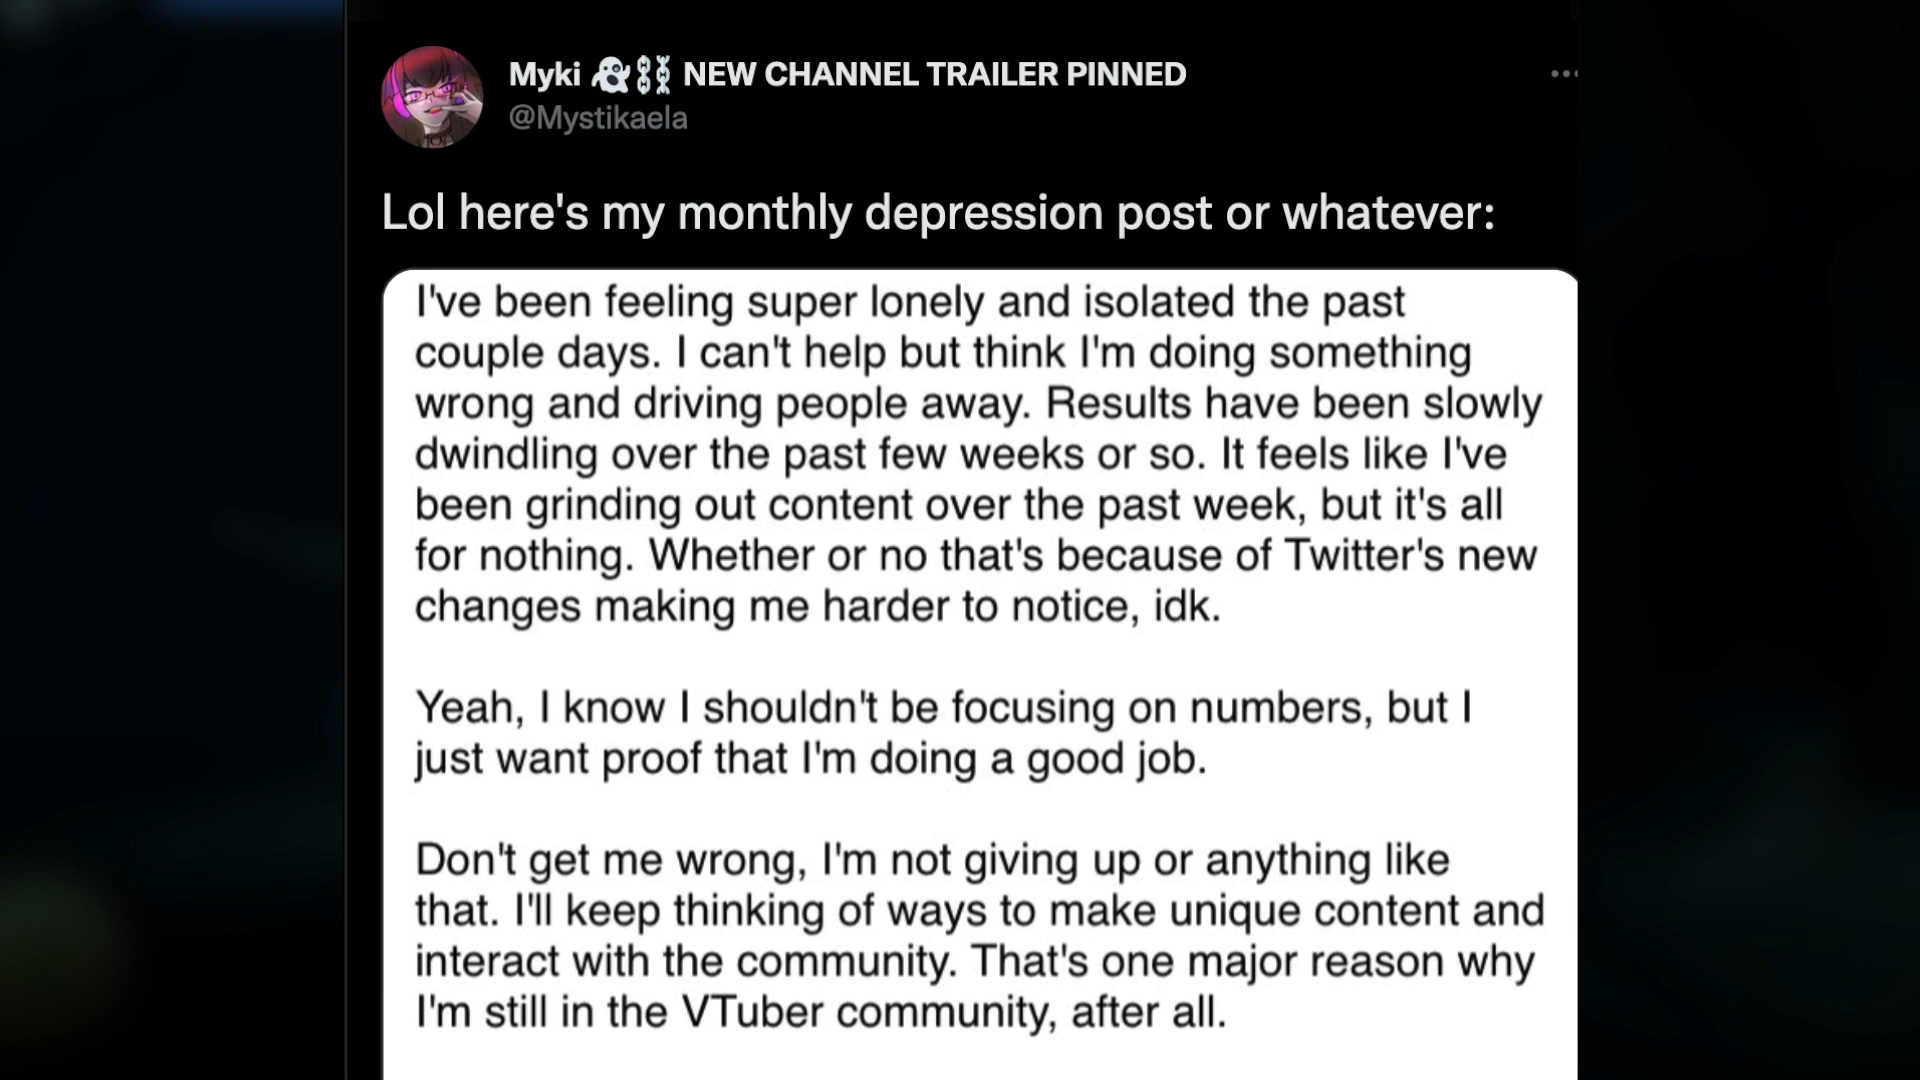 Myki 👻⛓⛓ NEW CHANNEL TRAILER PINNED
@Mystikaela
Lol here's my monthly depression post or whatever:
I've been feeling super lonely and isolated the past
couple days. I can't help but think I'm doing something
wrong and driving people away. Results have been slowly
dwindling over the past few weeks or so. It feels like I've
been grinding out content over the past week, but it's all
for nothing. Whether or no that's because of Twitter's new
changes making me harder to notice, idk.
Yeah, I know I shouldn't be focusing on numbers, but I
just want proof that I'm doing a good job.
Don't get me wrong, I'm not giving up or anything like
that. I'll keep thinking of ways to make unique content and
interact with the community. That's one major reason why
I'm still in the VTuber community, after all.